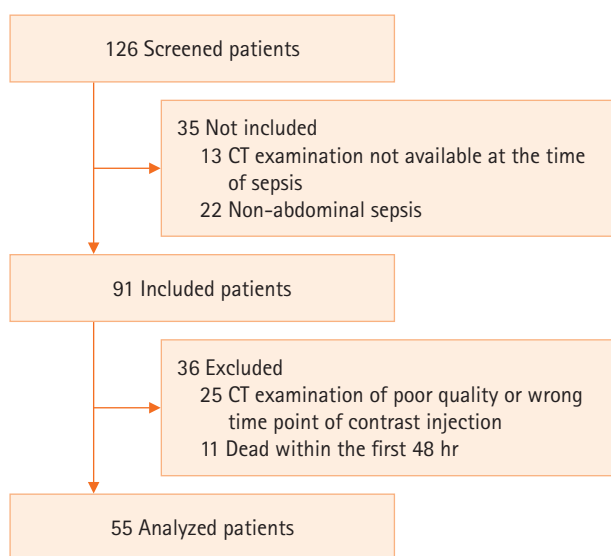 126 Screened patients
35 Not included
13 CT examination not available at the time
of sepsis
22 Non-abdominal sepsis
91 Included patients
36 Excluded
25 CT examination of poor quality or wrong
time point of contrast injection
11 Dead within the first 48 hr
55 Analyzed patients